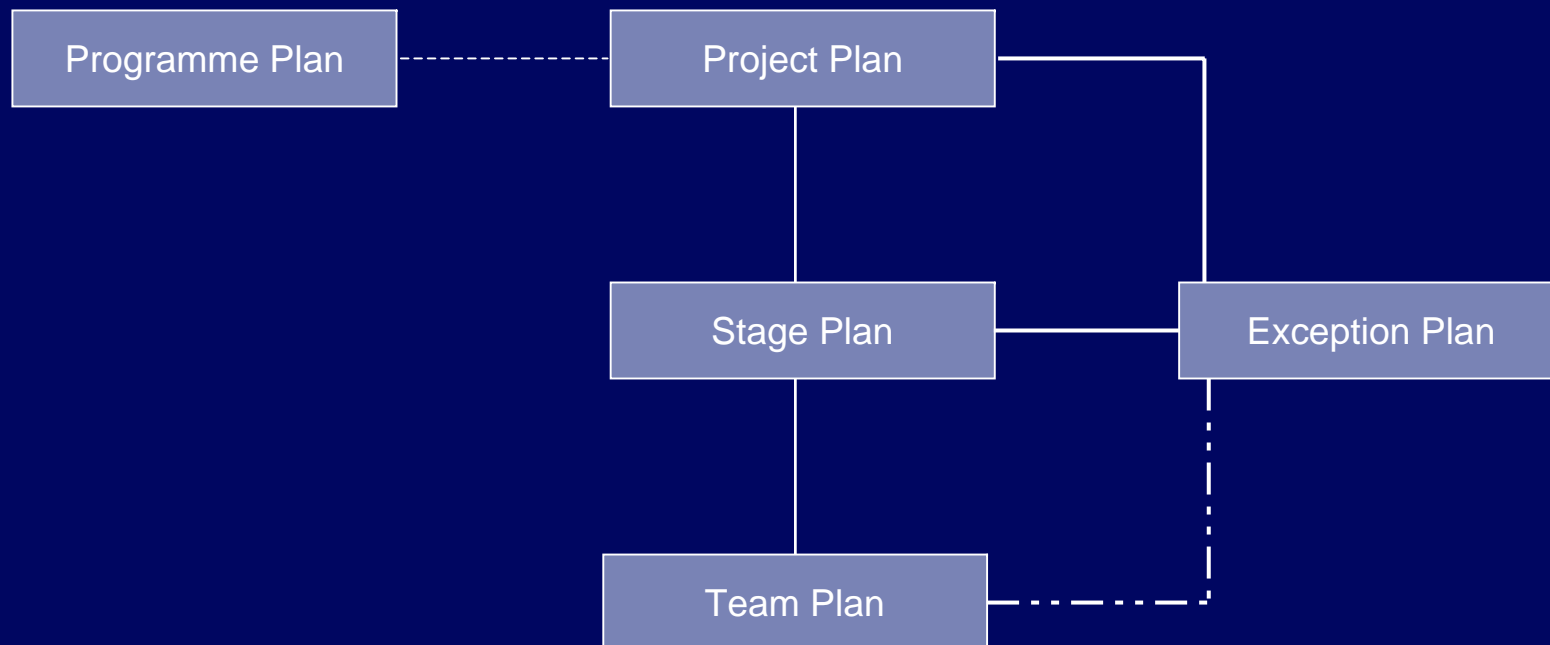 Programme Plan
Project Plan
Stage Plan
Exception Plan
Team Plan